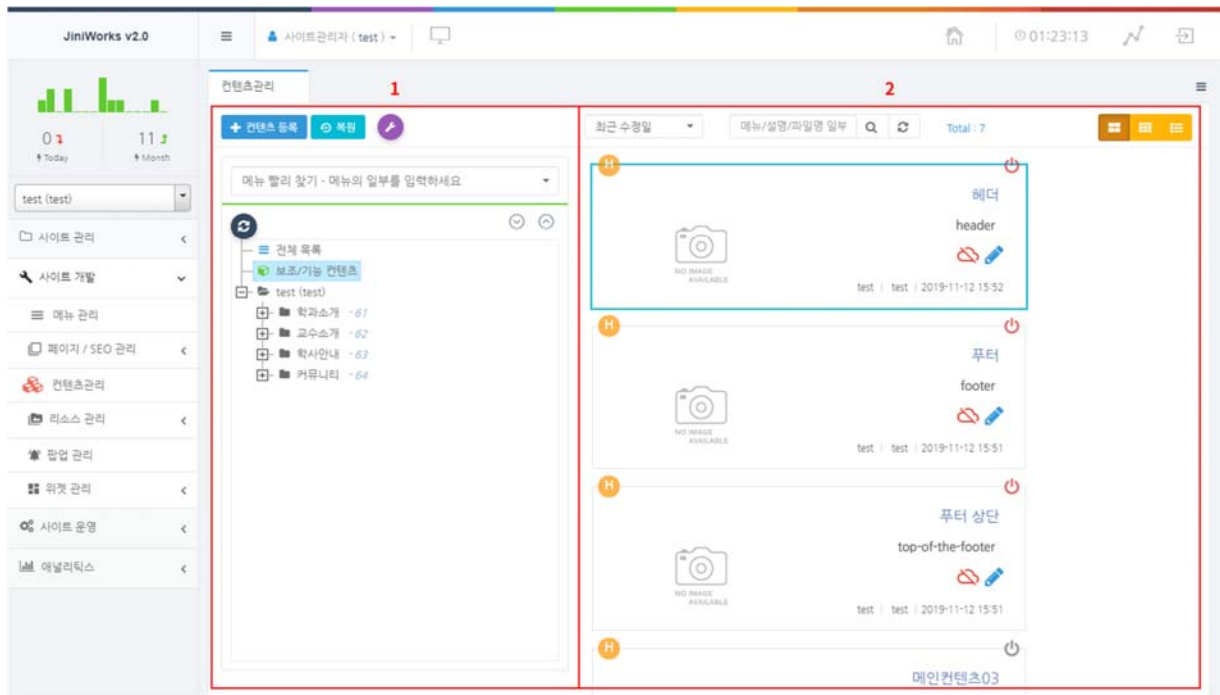 JiniWorks v2.0
사이트관리자 ( test )
01:23:13
0
11
Today
Month
test (test)
사이트 관리
사이트 개발
메뉴 관리
페이지 / SEO 관리
컨텐츠관리
리소스 관리
팝업 관리
위젯 관리
사이트 운영
애널리틱스
컨텐츠관리
1
컨텐츠 등록
복원
메뉴 빨리 찾기 - 메뉴의 일부를 입력하세요
전체 목록
보조/기능 컨텐츠
test (test)
학과소개 - 61
교수소개 - 62
학사안내 - 63
커뮤니티 - 64
2
최근 수정일
메뉴/설명/파일명 일부
Total : 7
H
헤더
header
NO IMAGE
AVAILABLE
test | test | 2019-11-12 15:52
H
푸터
footer
NO IMAGE
AVAILABLE
test | test | 2019-11-12 15:51
H
푸터 상단
top-of-the-footer
NO IMAGE
AVAILABLE
test | test | 2019-11-12 15:51
H
메인컨텐츠03